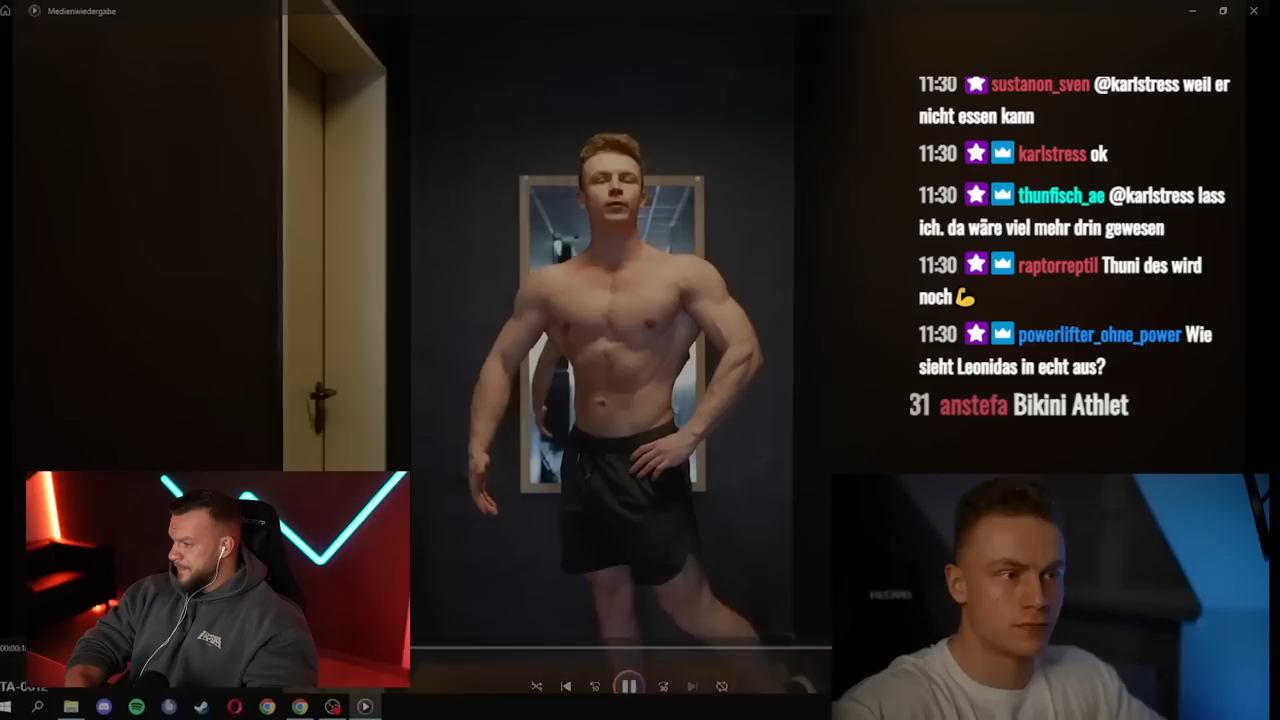 Medienwiedergabe
11:30 sustanon_sven @karlstress weil er
nicht essen kann
11:30 karlstress ok
11:30 thunfisch_ae @karlstress lass
ich. da wäre viel mehr drin gewesen
11:30 raptorreptil Thuni des wird
noch💪
11:30 powerlifter_ohne_power Wie
sieht Leonidas in echt aus?
31 anstefa Bikini Athlet
10
30